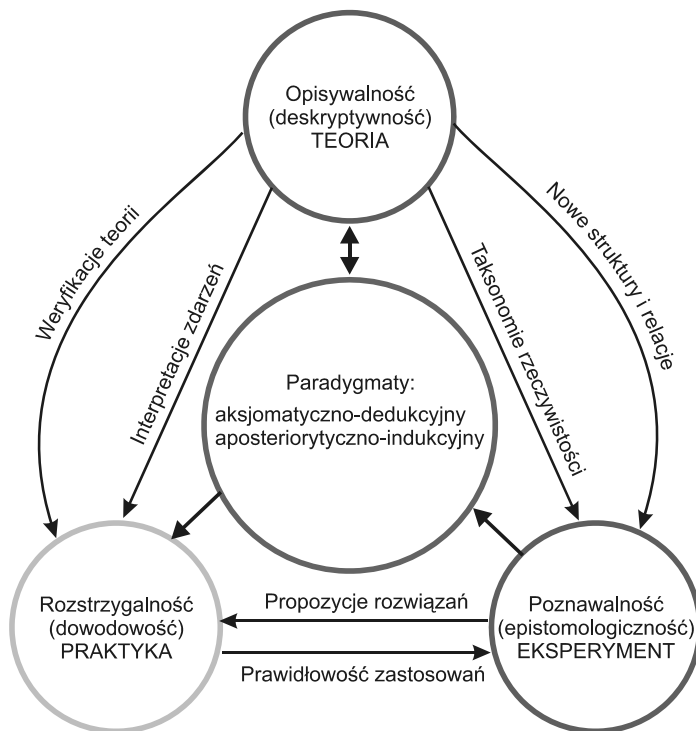 Opisywalność
(deskryptywność)
TEORIA
Weryfikacje teorii
Interpretacje zdarzeń
Taksonomie rzeczywistości
Nowe struktury i relacje
Paradygmaty:
aksjomatyczno-dedukcyjny
aposteriorytyczno-indukcyjny
Rozstrzygalność
(dowodowość)
PRAKTYKA
Propozycje rozwiązań
Prawidłowość zastosowań
Poznawalność
(epistomologiczność)
EKSPERYMENT